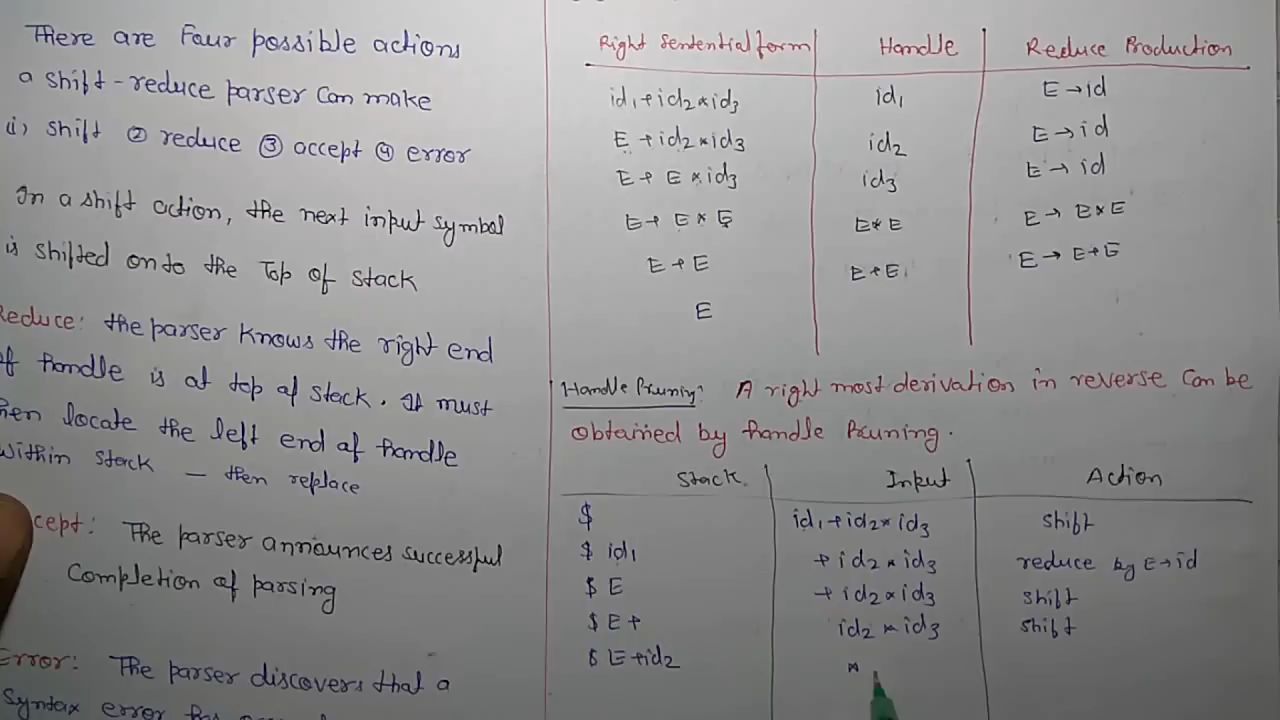 There are Four possible actions
a shift-reduce parser can make
(i) shift ② reduce ③ accept ④ error
In a shift action, the next input symbol
is shifted onto the Top of stack
Reduce: the parser knows the right end
of handle is at top of stack. It must
then locate the left end of handle
within stack — then replace
cept: The parser announces successful
Completion of parsing
Error: The parser discovers that a
Syntax error
Right Sentential form Handle Reduce Production
id₁+id₂*id₃ id₁ E→id
E+id₂*id₃ id₂ E→id
E+E*id₃ id₃ E→id
E+E*E E*E E→E*E
E+E E+E E→E+E
E
Handle Pruning: A right most derivation in reverse can be
obtained by handle Pruning.
Stack Input Action
$ id₁+id₂*id₃ shift
$ id₁ +id₂*id₃ reduce by E→id
$ E +id₂*id₃ shift
$ E+ id₂*id₃ shift
$ E+id₂ *